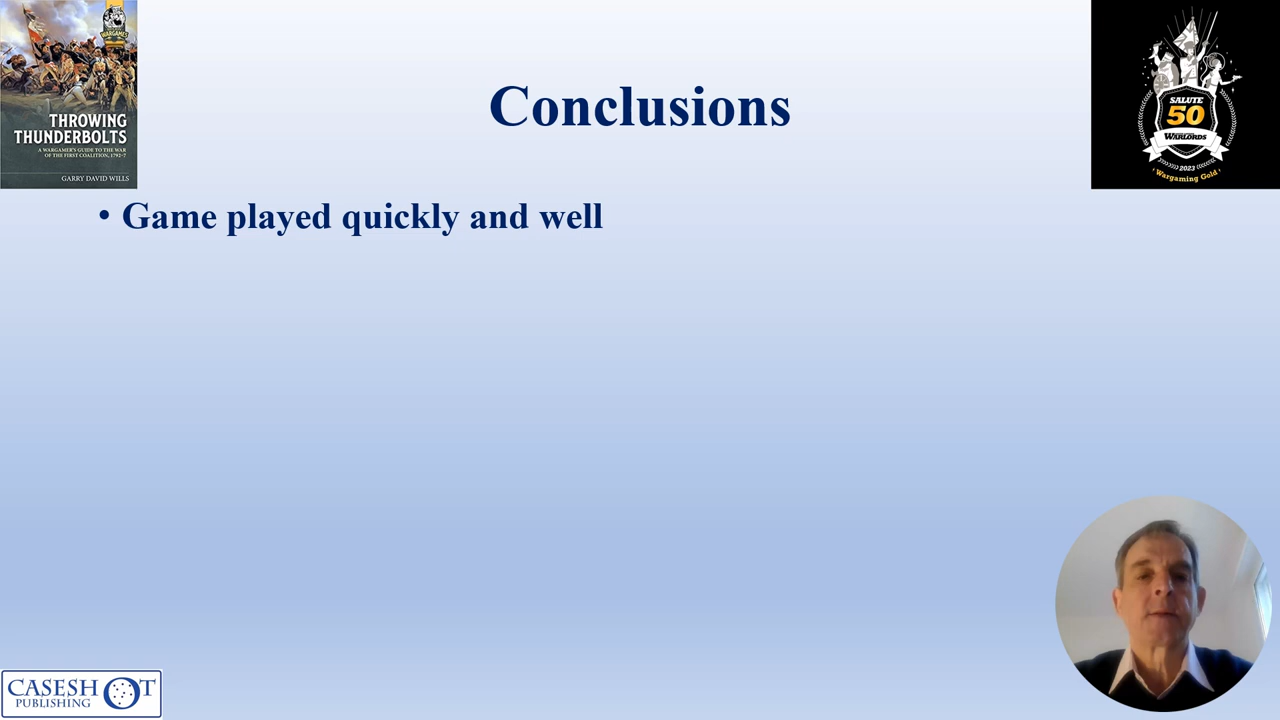 WARGAMES
THROWING
THUNDERBOLTS
A WARGAMER'S GUIDE TO THE WAR
OF THE FIRST COALITION, 1792–7
GARRY DAVID WILLS
Conclusions
SALUTE
50
WARLORDS
2023
Wargaming Gold
• Game played quickly and well
CASESHOT
PUBLISHING